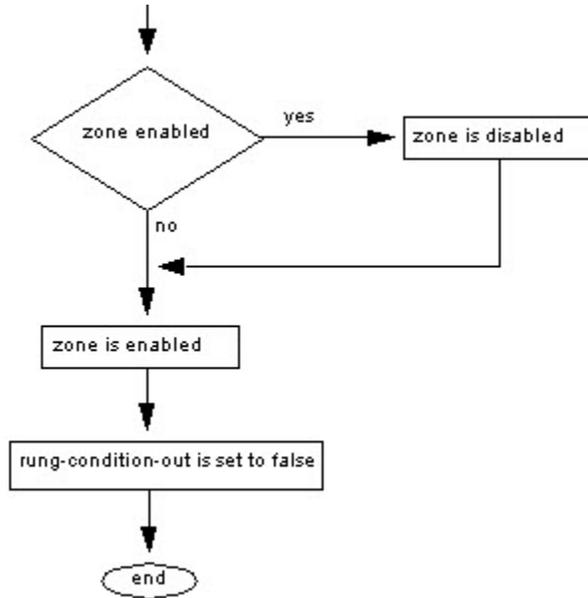 zone enabled
yes
zone is disabled
no
zone is enabled
rung-condition-out is set to false
end